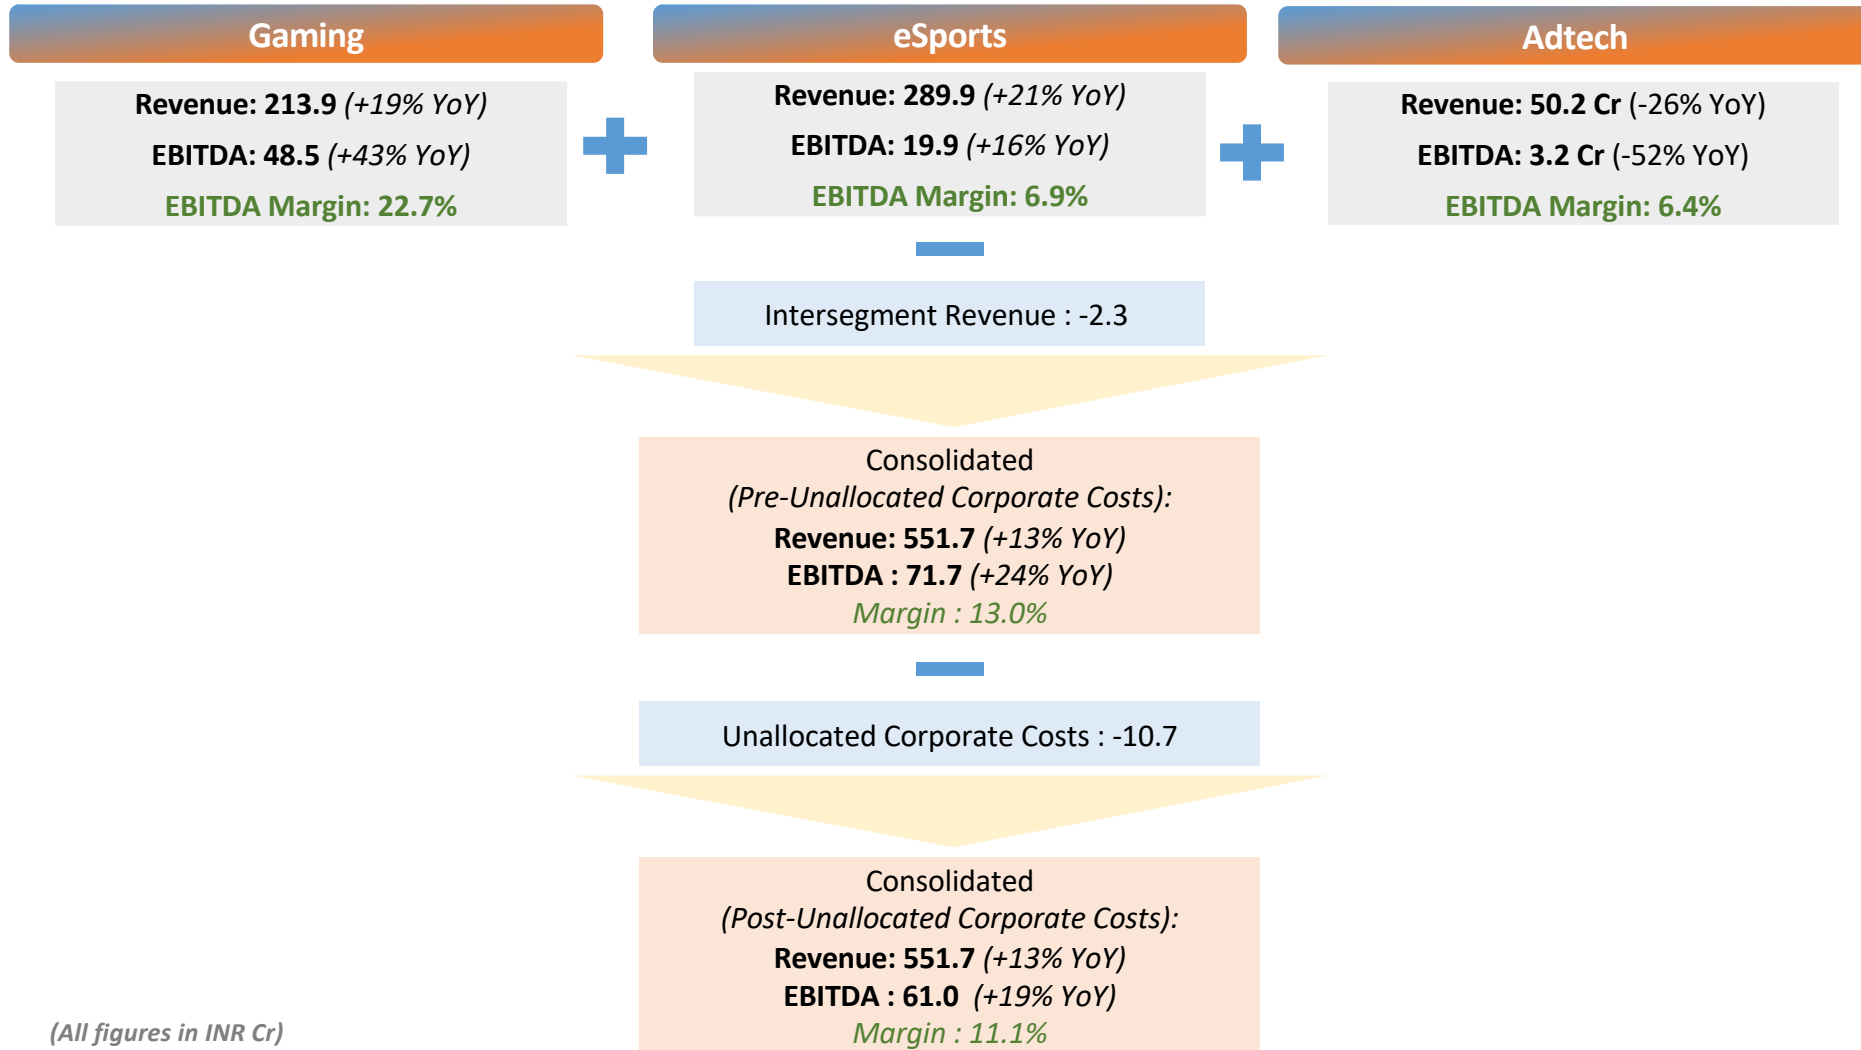 Gaming
Revenue: 213.9 (+19% YoY)
EBITDA: 48.5 (+43% YoY)
EBITDA Margin: 22.7%
eSports
Revenue: 289.9 (+21% YoY)
EBITDA: 19.9 (+16% YoY)
EBITDA Margin: 6.9%
Adtech
Revenue: 50.2 Cr (-26% YoY)
EBITDA: 3.2 Cr (-52% YoY)
EBITDA Margin: 6.4%
Intersegment Revenue : -2.3
Consolidated
(Pre-Unallocated Corporate Costs):
Revenue: 551.7 (+13% YoY)
EBITDA : 71.7 (+24% YoY)
Margin : 13.0%
Unallocated Corporate Costs : -10.7
Consolidated
(Post-Unallocated Corporate Costs):
Revenue: 551.7 (+13% YoY)
EBITDA : 61.0 (+19% YoY)
Margin : 11.1%
(All figures in INR Cr)